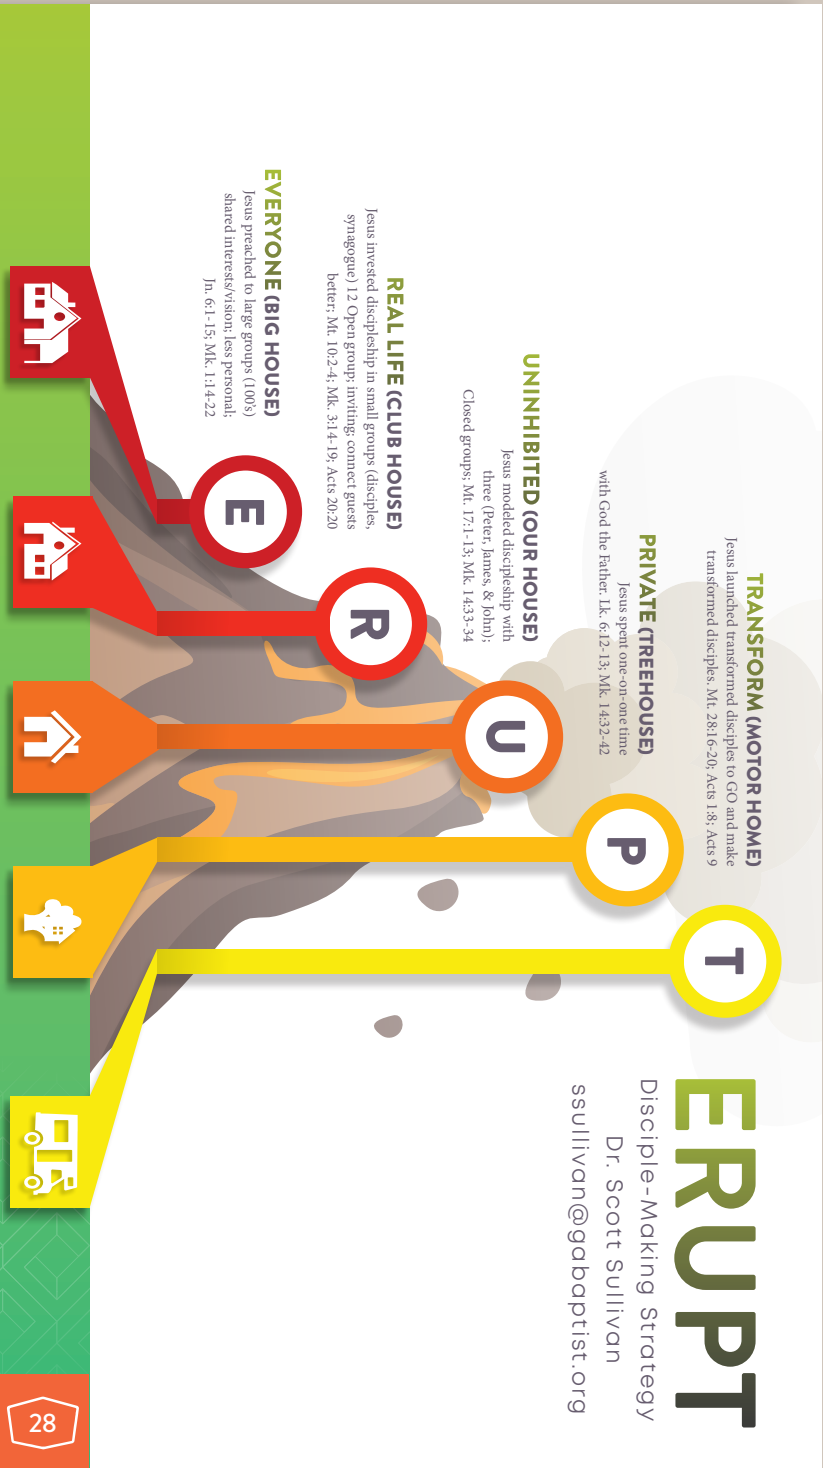 ERUPT
Disciple-Making Strategy
Dr. Scott Sullivan
ssullivan@gabaptist.org
TRANSFORM (MOTOR HOME)
Jesus launched transformed disciples to GO and make
transformed disciples. Mt. 28:16-20; Acts 1:8; Acts 9
PRIVATE (TREEHOUSE)
Jesus spent one-on-one time
with God the Father. Lk. 6:12-13; Mk. 14:32-42
UNINHIBITED (OUR HOUSE)
Jesus modeled discipleship with
three (Peter, James, & John);
Closed groups; Mt. 17:1-13; Mk. 14:33-34
REAL LIFE (CLUB HOUSE)
Jesus invested discipleship in small groups (disciples,
synagogue) 12 Open group; inviting; connect guests
better; Mt. 10:2-4; Mk. 3:14-19; Acts 20:20
EVERYONE (BIG HOUSE)
Jesus preached to large groups (100's)
shared interests/vision; less personal;
Jn. 6:1-15; Mk. 1:14-22
E
R
U
P
T
28